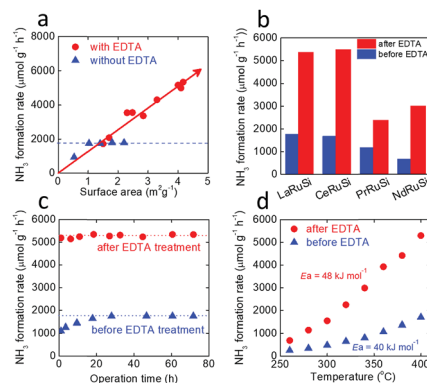 a
NH₃ formation rate (μmol g⁻¹ h⁻¹)
8000
6000
4000
2000
0
with EDTA
without EDTA
0 1 2 3 4 5
Surface area (m²g⁻¹)
b
NH₃ formation rate (μmol g⁻¹ h⁻¹))
6000
5000
4000
3000
2000
1000
0
after EDTA
before EDTA
LaRuSi
CeRuSi
PrRuSi
NdRuSi
c
NH₃ formation rate (μmol g⁻¹ h⁻¹)
6000
5000
4000
3000
2000
1000
0
after EDTA treatment
before EDTA treatment
0 20 40 60 80
Operation time (h)
d
NH₃ formation rate (μmol g⁻¹ h⁻¹)
6000
5000
4000
3000
2000
1000
0
after EDTA
before EDTA
Ea = 48 kJ mol⁻¹
Ea = 40 kJ mol⁻¹
250 300 350 400
Temperature (°C)